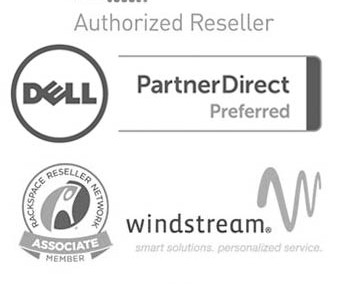 Authorized Reseller
DELL
PartnerDirect
Preferred
RACKSPACE RESELLER NETWORK
ASSOCIATE
MEMBER
windstream®
smart solutions. personalized service.